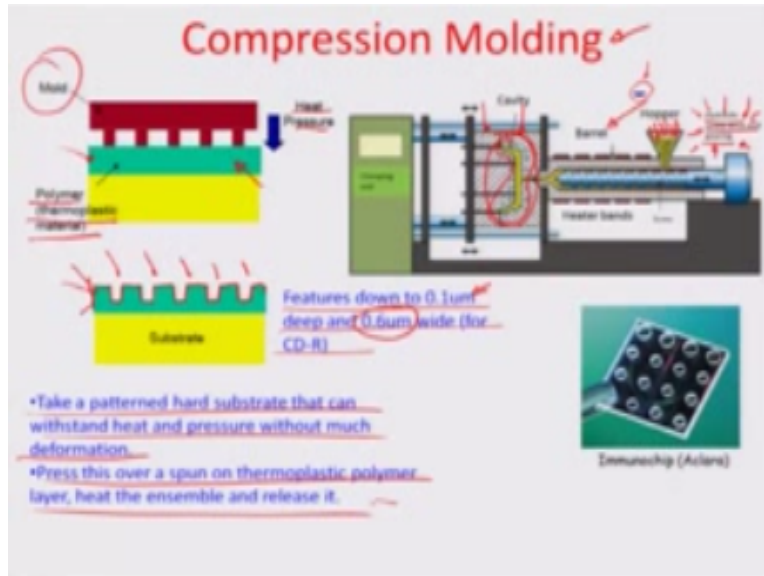 Compression Molding
Mold
Heat
Pressure
Polymer
(thermoplastic
material)
Cavity
Hopper
Barrel
Heater bands
Substrate
Features down to 0.1um
deep and 0.6um wide (for
CD-R)
•Take a patterned hard substrate that can
withstand heat and pressure without much
deformation.
•Press this over a spun on thermoplastic polymer
layer, heat the ensemble and release it.
Immunochip (Aclara)